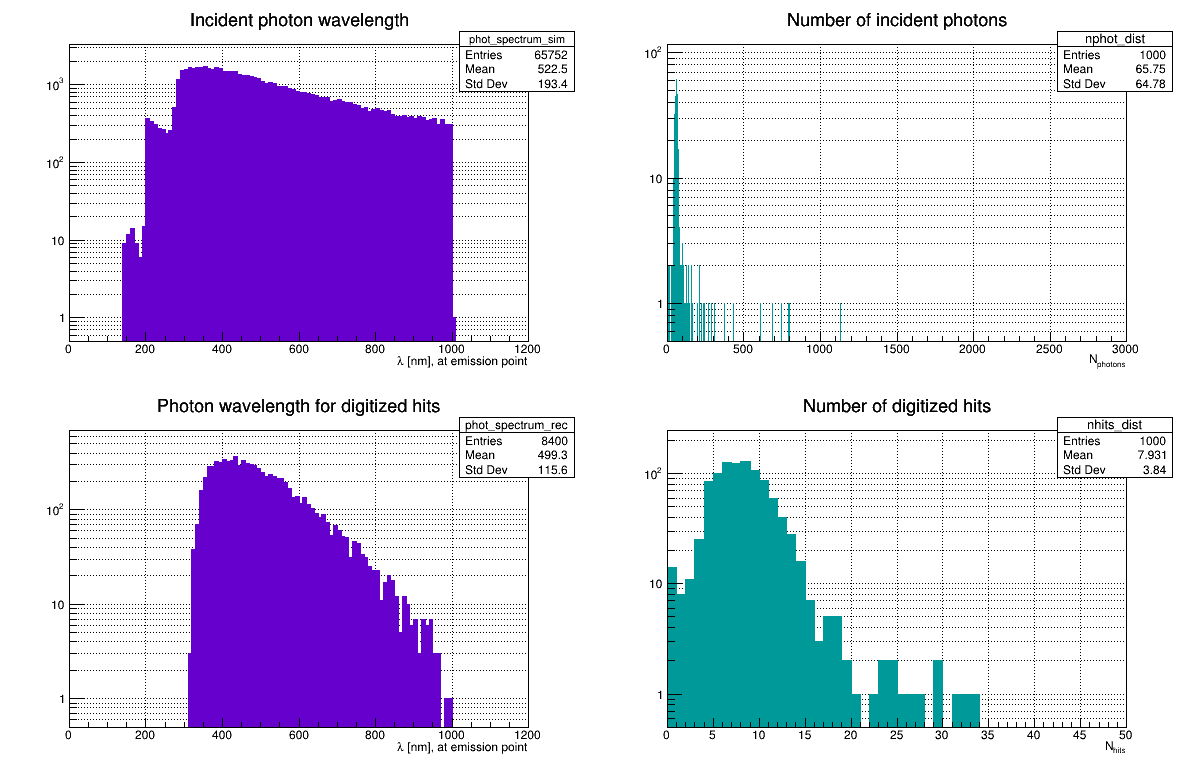 Incident photon wavelength
phot_spectrum_sim
Entries 65752
Mean 522.5
Std Dev 193.4
10³
10²
10
1
0 200 400 600 800 1000 1200
λ [nm], at emission point
Number of incident photons
nphot_dist
Entries 1000
Mean 65.75
Std Dev 64.78
10²
10
1
0 500 1000 1500 2000 2500 3000
Nphotons
Photon wavelength for digitized hits
phot_spectrum_rec
Entries 8400
Mean 499.3
Std Dev 115.6
10²
10
1
0 200 400 600 800 1000 1200
λ [nm], at emission point
Number of digitized hits
nhits_dist
Entries 1000
Mean 7.931
Std Dev 3.84
10²
10
1
0 5 10 15 20 25 30 35 40 45 50
Nhits